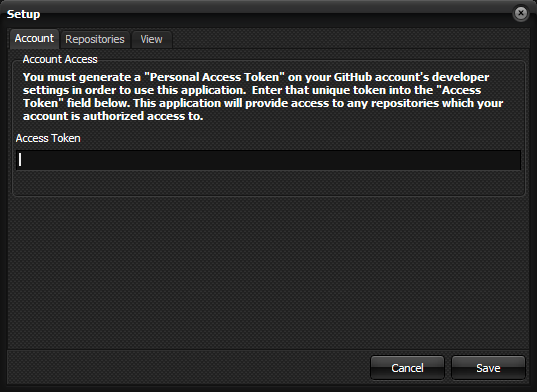 Setup
Account Repositories View
Account Access
You must generate a "Personal Access Token" on your GitHub account's developer
settings in order to use this application.  Enter that unique token into the "Access
Token" field below. This application will provide access to any repositories which your
account is authorized access to.
Access Token
Cancel Save